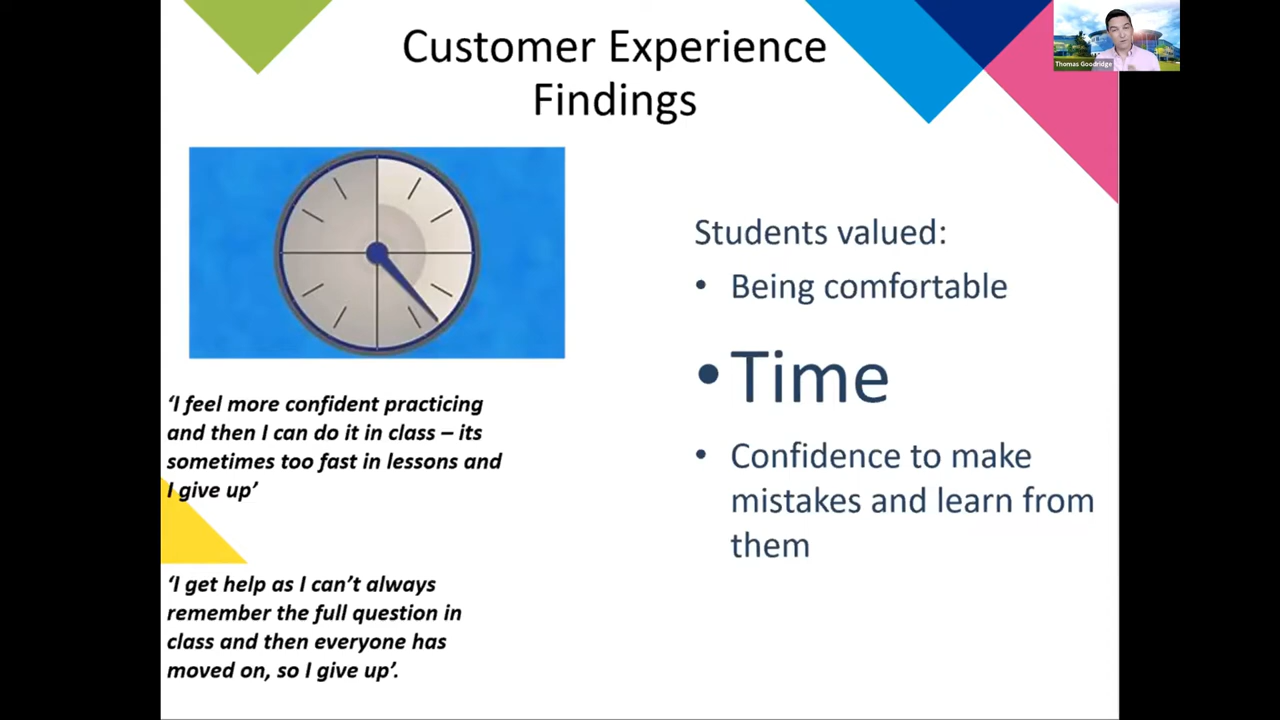 Customer Experience
Findings
Thomas Goodridge
Students valued:
• Being comfortable
• Time
• Confidence to make
mistakes and learn from
them
‘I feel more confident practicing
and then I can do it in class – its
sometimes too fast in lessons and
I give up’
‘I get help as I can’t always
remember the full question in
class and then everyone has
moved on, so I give up’.